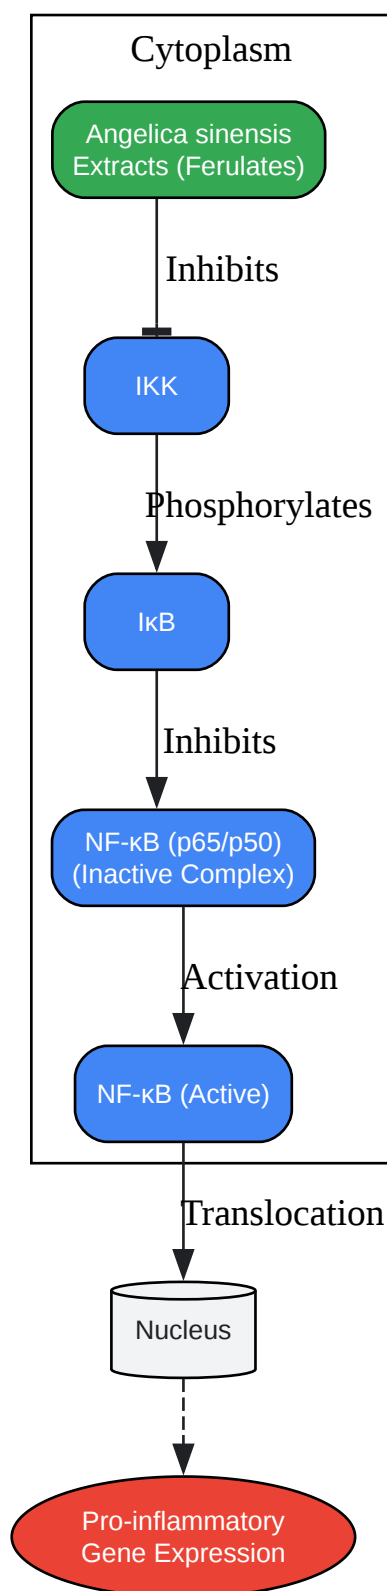 Cytoplasm
Angelica sinensis
Extracts (Ferulates)
Inhibits
IKK
Phosphorylates
IκB
Inhibits
NF-κB (p65/p50)
(Inactive Complex)
Activation
NF-κB (Active)
Translocation
Nucleus
Pro-inflammatory
Gene Expression